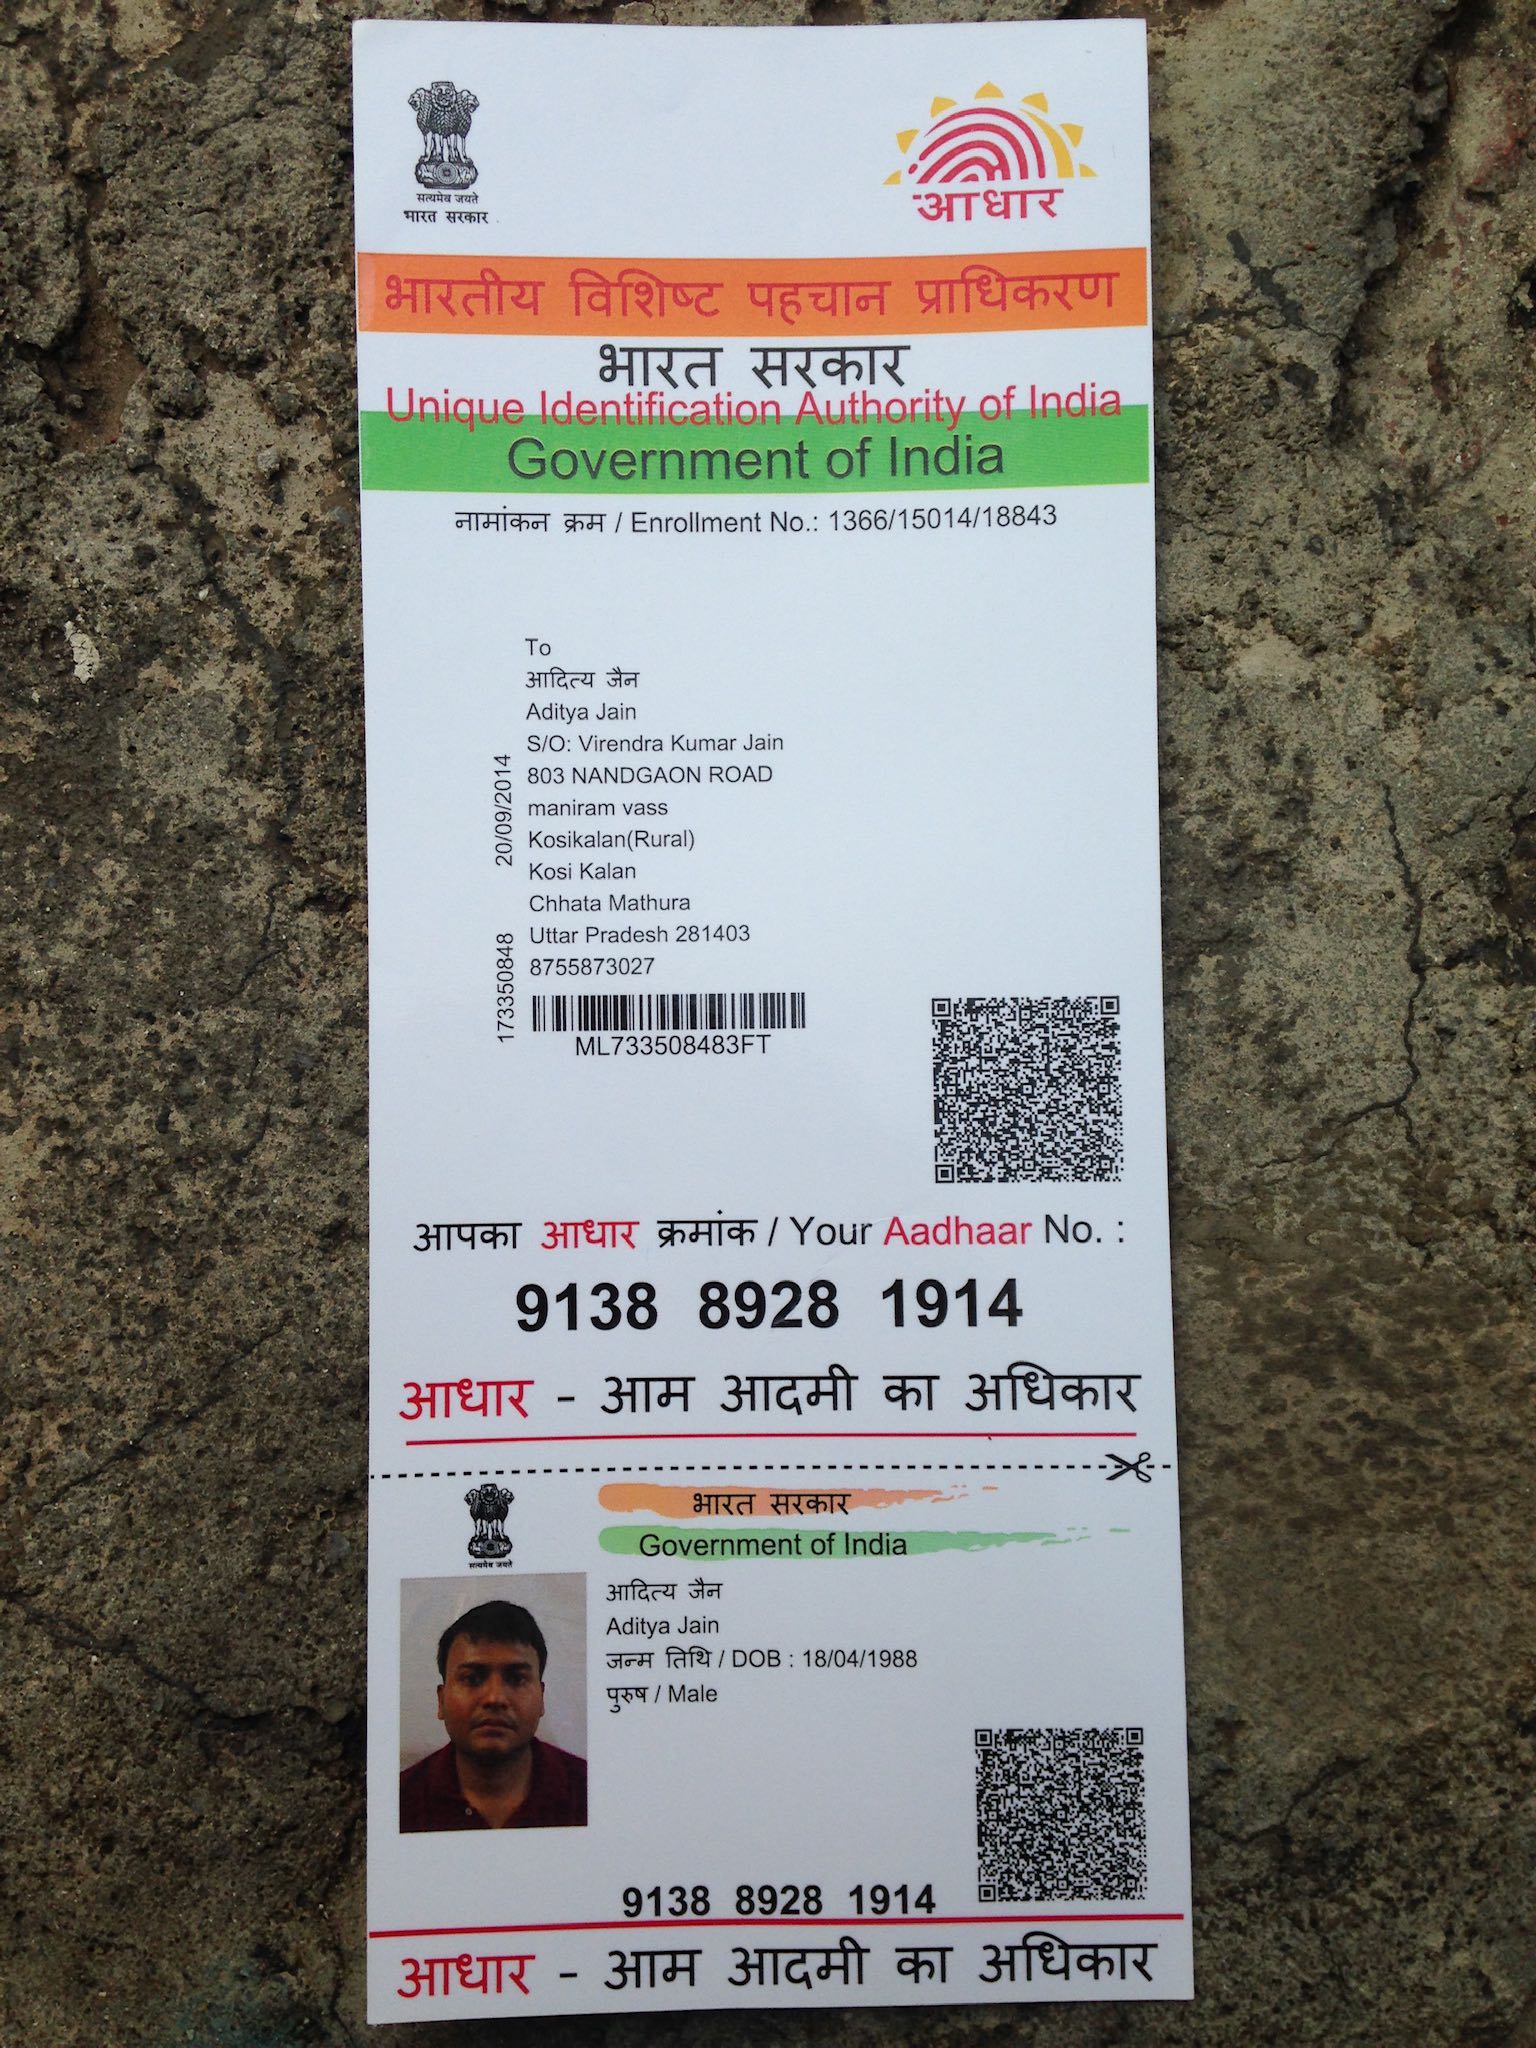 सत्यमेव जयते
भारत सरकार
आधार
भारतीय विशिष्ट पहचान प्राधिकरण
भारत सरकार
Unique Identification Authority of India
Government of India
नामांकन क्रम / Enrollment No.: 1366/15014/18843
To
आदित्य जैन
Aditya Jain
S/O: Virendra Kumar Jain
803 NANDGAON ROAD
maniram vass
Kosikalan(Rural)
Kosi Kalan
Chhata Mathura
Uttar Pradesh 281403
8755873027
20/09/2014
173350848
ML733508483FT
आपका आधार क्रमांक / Your Aadhaar No. :
9138 8928 1914
आधार - आम आदमी का अधिकार
सत्यमेव जयते
भारत सरकार
Government of India
आदित्य जैन
Aditya Jain
जन्म तिथि / DOB : 18/04/1988
पुरुष / Male
9138 8928 1914
आधार - आम आदमी का अधिकार